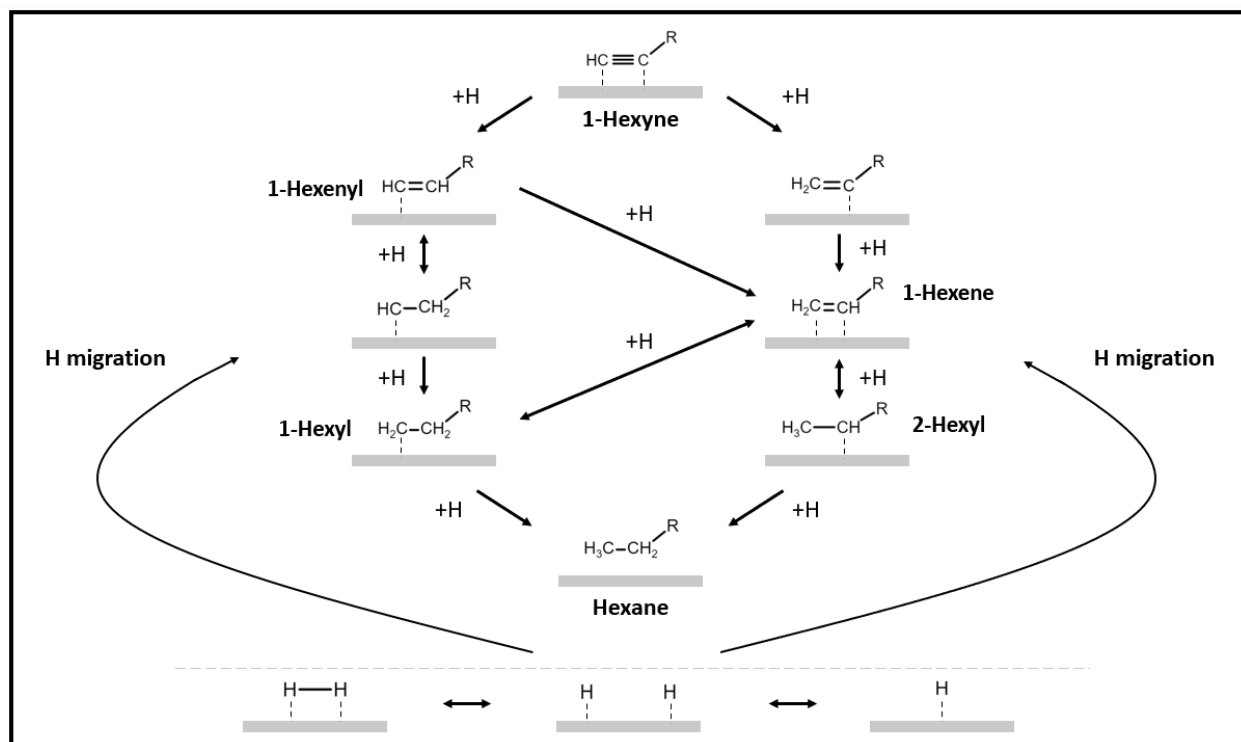 R
HC≡C
+H
+H
1-Hexyne
R
R
1-Hexenyl
HC=CH
H₂C=C
+H
+H
+H
R
R
1-Hexene
HC–CH₂
H₂C=CH
+H
H migration
H migration
+H
+H
R
R
1-Hexyl
H₂C–CH₂
H₃C–CH
2-Hexyl
+H
+H
R
H₃C–CH₂
Hexane
H–H
H H
H